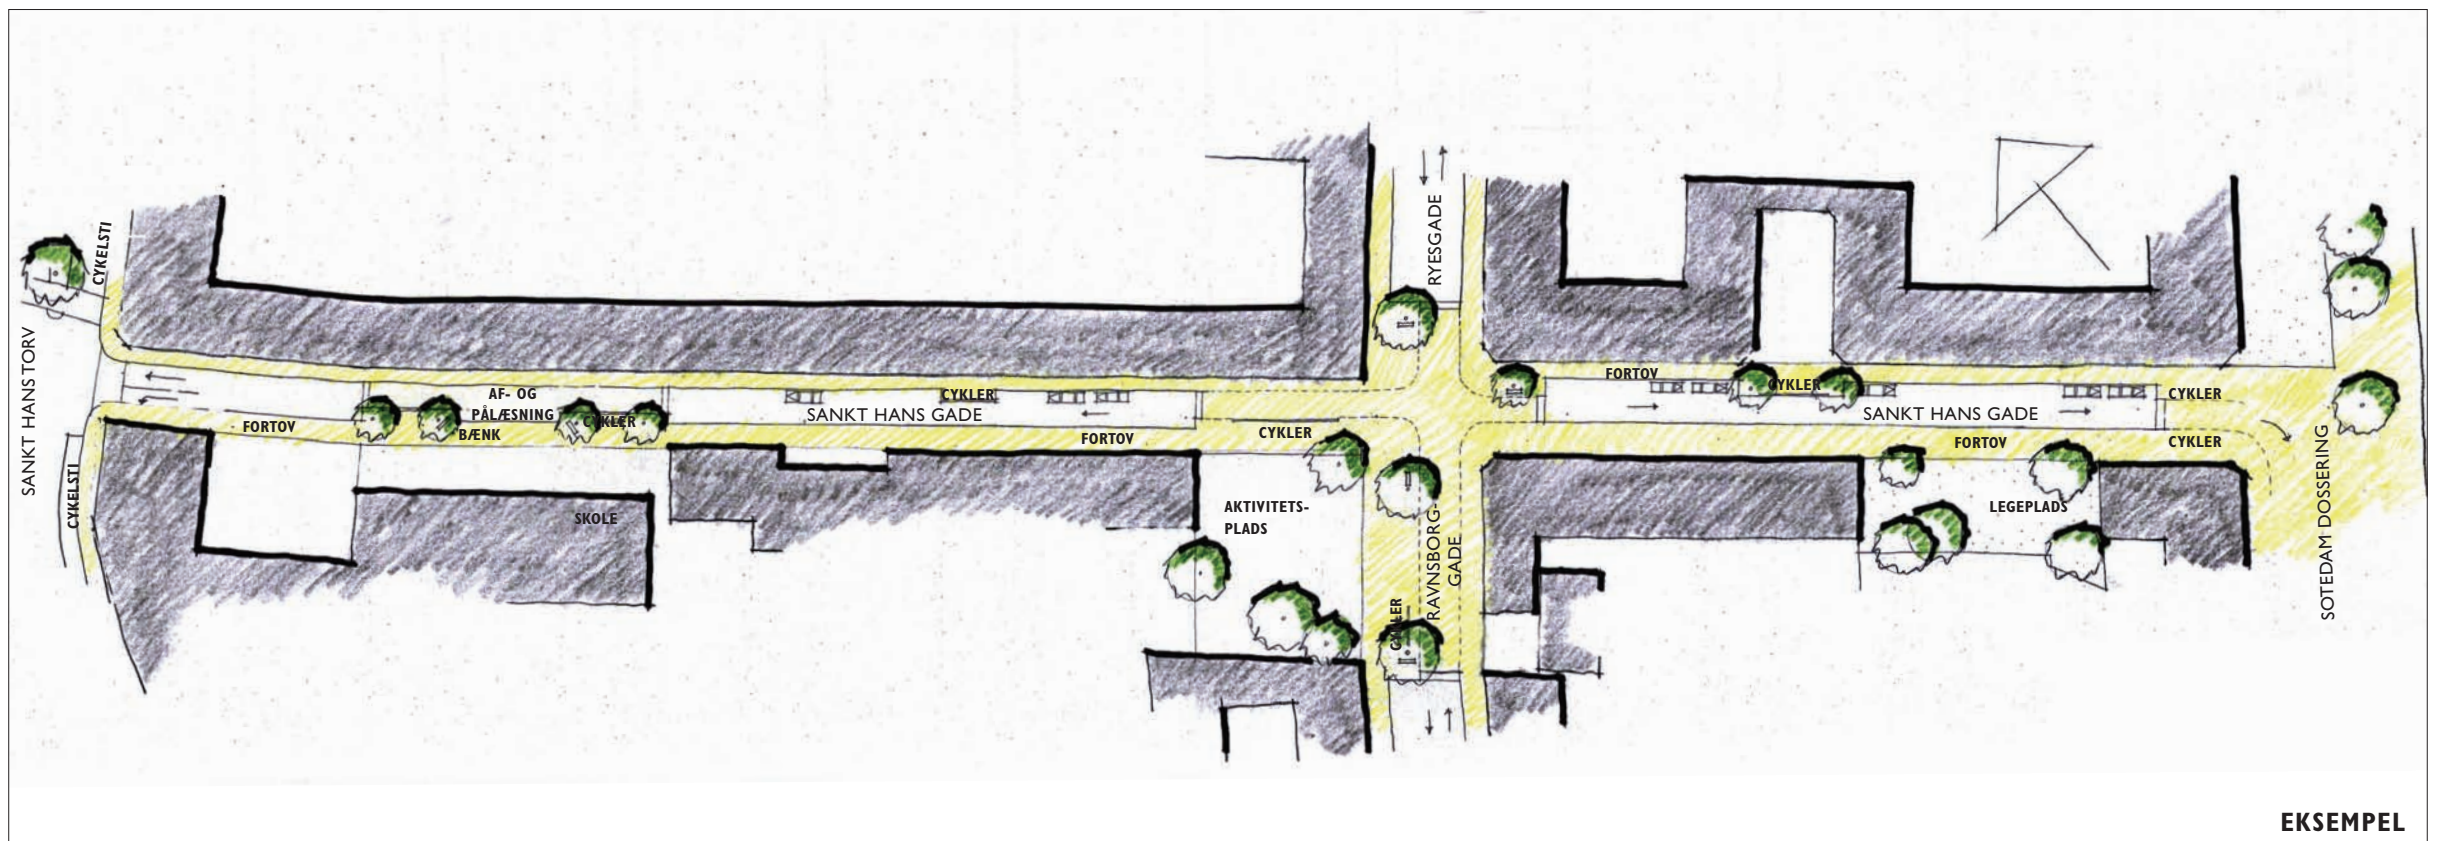 SANKT HANS TORV
CYKELSTI
CYKELSTI
FORTOV
AF- OG
PÅLÆSNING
BÆNK
CYKLER
SKOLE
CYKLER
SANKT HANS GADE
FORTOV
CYKLER
AKTIVITETS-
PLADS
RYESGADE
RAVNSBORG-
GADE
CYKLER
FORTOV
CYKLER
SANKT HANS GADE
FORTOV
LEGEPLADS
CYKLER
CYKLER
SOTEDAM DOSSERING
EKSEMPEL